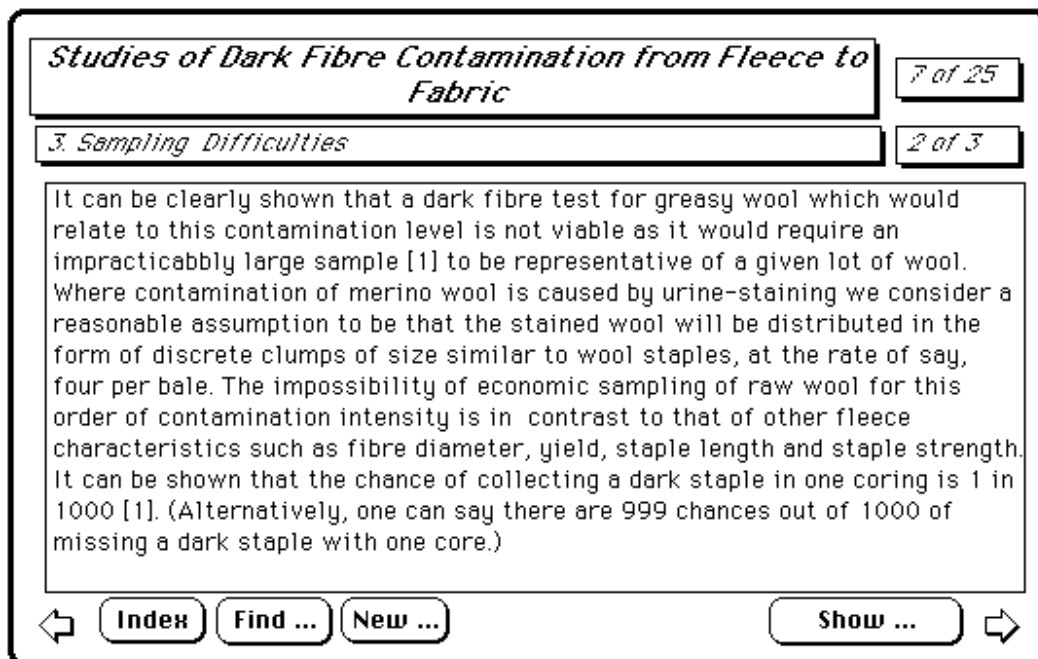 Studies of Dark Fibre Contamination from Fleece to
Fabric
7 of 25
3. Sampling Difficulties
2 of 3
It can be clearly shown that a dark fibre test for greasy wool which would
relate to this contamination level is not viable as it would require an
impracticabbly large sample [1] to be representative of a given lot of wool.
Where contamination of merino wool is caused by urine-staining we consider a
reasonable assumption to be that the stained wool will be distributed in the
form of discrete clumps of size similar to wool staples, at the rate of say,
four per bale. The impossibility of economic sampling of raw wool for this
order of contamination intensity is in  contrast to that of other fleece
characteristics such as fibre diameter, yield, staple length and staple strength.
It can be shown that the chance of collecting a dark staple in one coring is 1 in
1000 [1]. (Alternatively, one can say there are 999 chances out of 1000 of
missing a dark staple with one core.)
Index
Find ...
New ...
Show ...